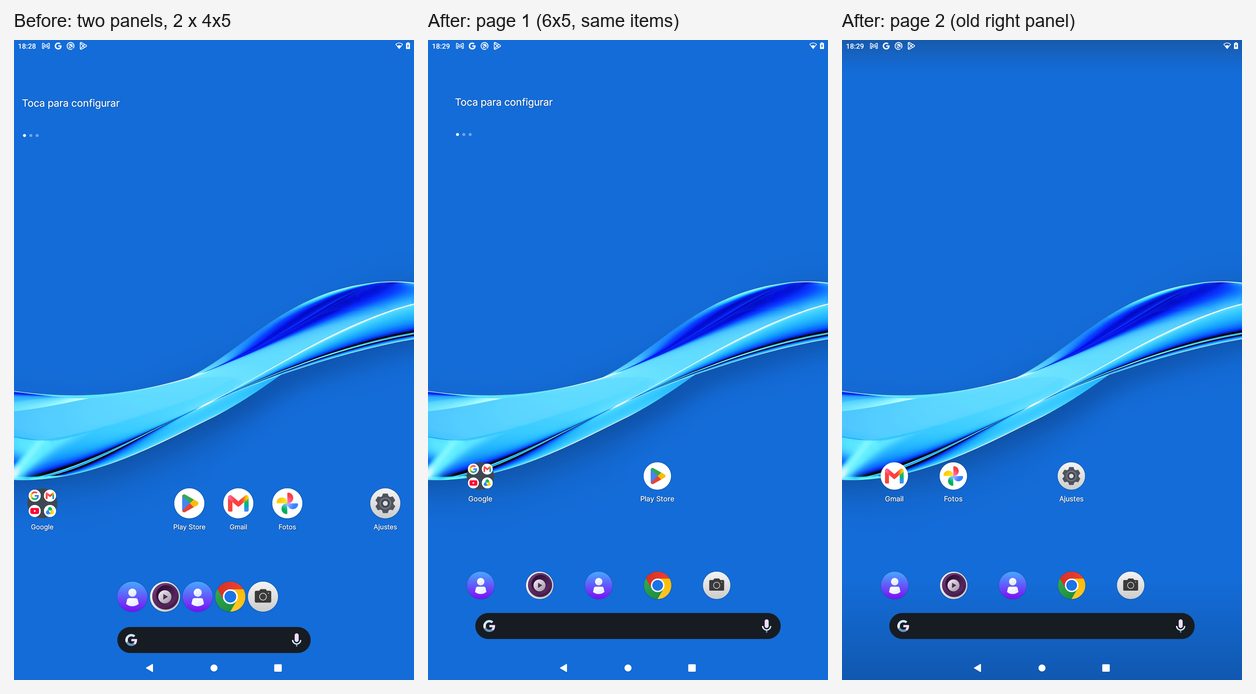 Before: two panels, 2 x 4x5
18:28
Toca para configurar
Google
Play Store
Gmail
Fotos
Ajustes
After: page 1 (6x5, same items)
18:29
Toca para configurar
Google
Play Store
After: page 2 (old right panel)
18:29
Gmail
Fotos
Ajustes